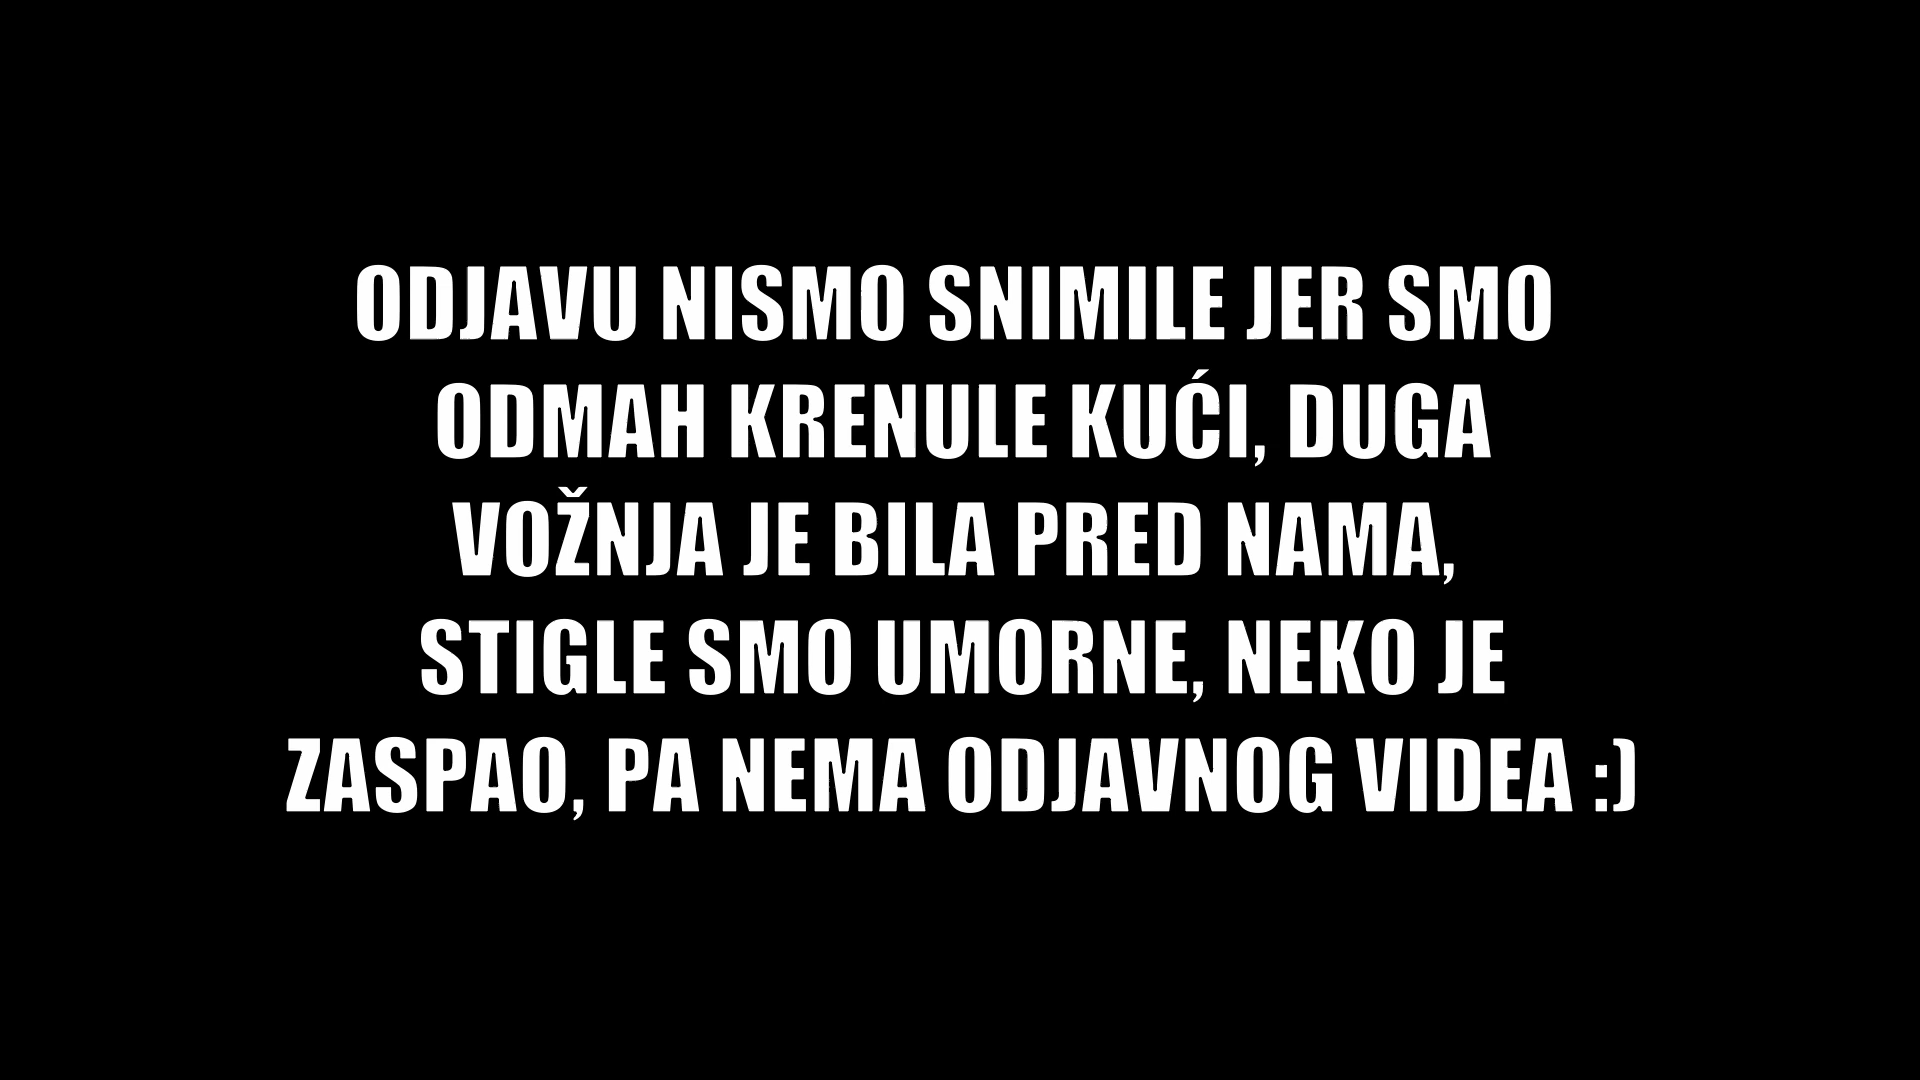 ODJAVU NISMO SNIMILE JER SMO
ODMAH KRENULE KUĆI, DUGA
VOŽNJA JE BILA PRED NAMA,
STIGLE SMO UMORNE, NEKO JE
ZASPAO, PA NEMA ODJAVNOG VIDEA :)